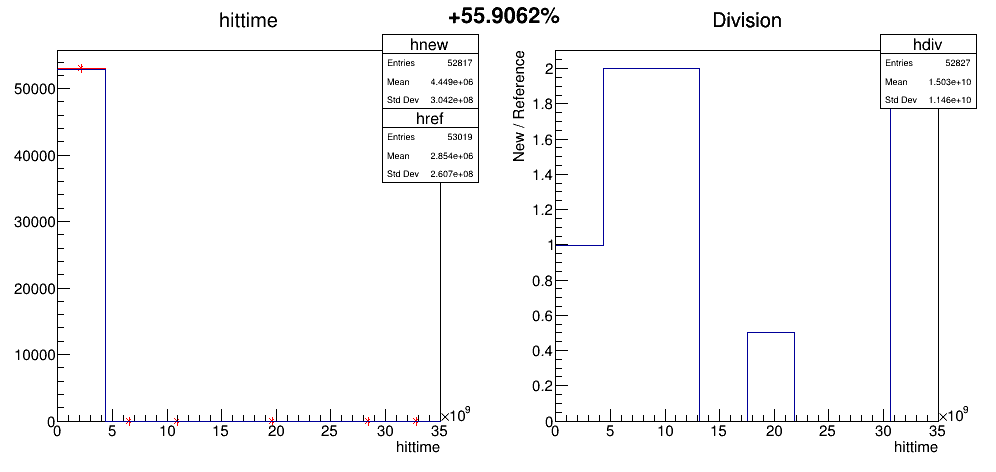 +55.9062%
hittime
hnew
Entries 52817
Mean 4.449e+06
Std Dev 3.042e+08
href
Entries 53019
Mean 2.854e+06
Std Dev 2.607e+08
50000
40000
30000
20000
10000
0
0 5 10 15 20 25 30 35
×10⁹
hittime
Division
hdiv
Entries 52827
Mean 1.503e+10
Std Dev 1.146e+10
New / Reference
2
1.8
1.6
1.4
1.2
1
0.8
0.6
0.4
0.2
0
0 5 10 15 20 25 30 35
×10⁹
hittime